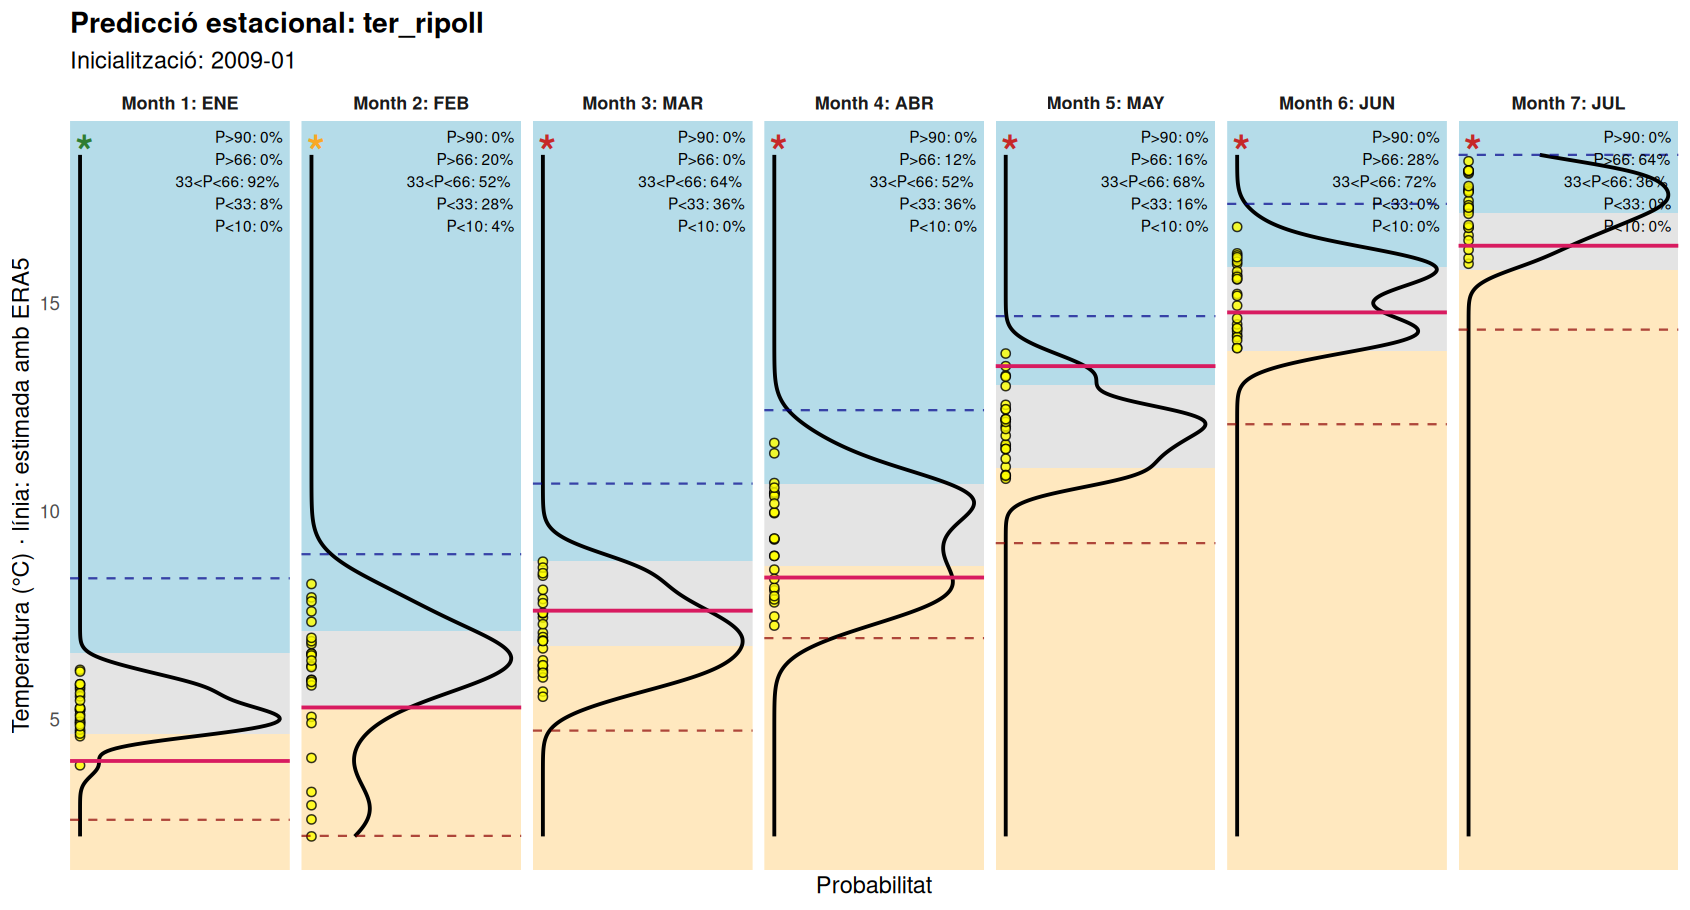 Predicció estacional: ter_ripoll
Inicialització: 2009-01
Month 1: ENE
Month 2: FEB
Month 3: MAR
Month 4: ABR
Month 5: MAY
Month 6: JUN
Month 7: JUL
*
P>90: 0%
P>66: 0%
33<P<66: 92%
P<33: 8%
P<10: 0%
*
P>90: 0%
P>66: 20%
33<P<66: 52%
P<33: 28%
P<10: 4%
*
P>90: 0%
P>66: 0%
33<P<66: 64%
P<33: 36%
P<10: 0%
*
P>90: 0%
P>66: 12%
33<P<66: 52%
P<33: 36%
P<10: 0%
*
P>90: 0%
P>66: 16%
33<P<66: 68%
P<33: 16%
P<10: 0%
*
P>90: 0%
P>66: 28%
33<P<66: 72%
P<33: 0%
P<10: 0%
*
P>90: 0%
P>66: 64%
33<P<66: 36%
P<33: 0%
P<10: 0%
Temperatura (°C) · línia: estimada amb ERA5
15
10
5
Probabilitat